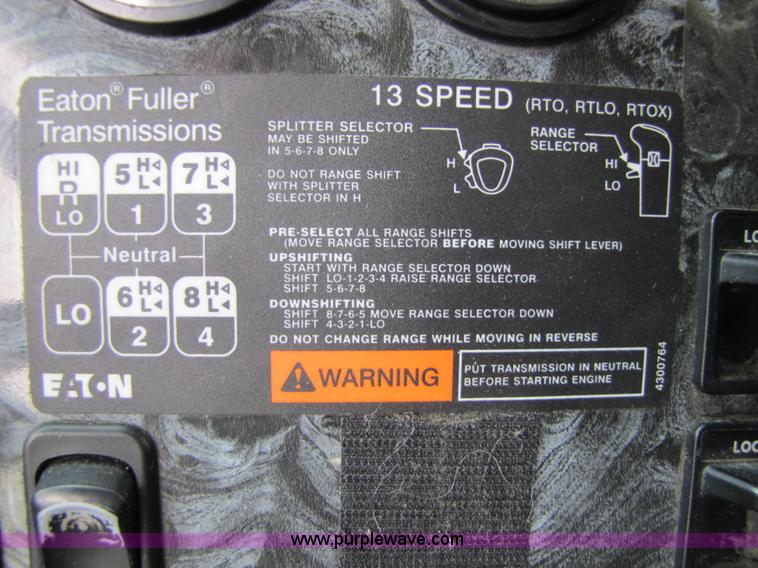 Eaton® Fuller®
Transmissions
13 SPEED (RTO, RTLO, RTOX)
SPLITTER SELECTOR
MAY BE SHIFTED
IN 5-6-7-8 ONLY
H
L
RANGE
SELECTOR
HI
LO
DO NOT RANGE SHIFT
WITH SPLITTER
SELECTOR IN H
HI
R
LO
5 H
L
1
7 H
L
3
Neutral
LO
6 H
L
2
8 H
L
4
EATON
PRE-SELECT ALL RANGE SHIFTS
(MOVE RANGE SELECTOR BEFORE MOVING SHIFT LEVER)
UPSHIFTING
START WITH RANGE SELECTOR DOWN
SHIFT LO-1-2-3-4 RAISE RANGE SELECTOR
SHIFT 5-6-7-8
DOWNSHIFTING
SHIFT 8-7-6-5 MOVE RANGE SELECTOR DOWN
SHIFT 4-3-2-1-LO
DO NOT CHANGE RANGE WHILE MOVING IN REVERSE
WARNING
PUT TRANSMISSION IN NEUTRAL
BEFORE STARTING ENGINE
4300764
www.purplewave.com